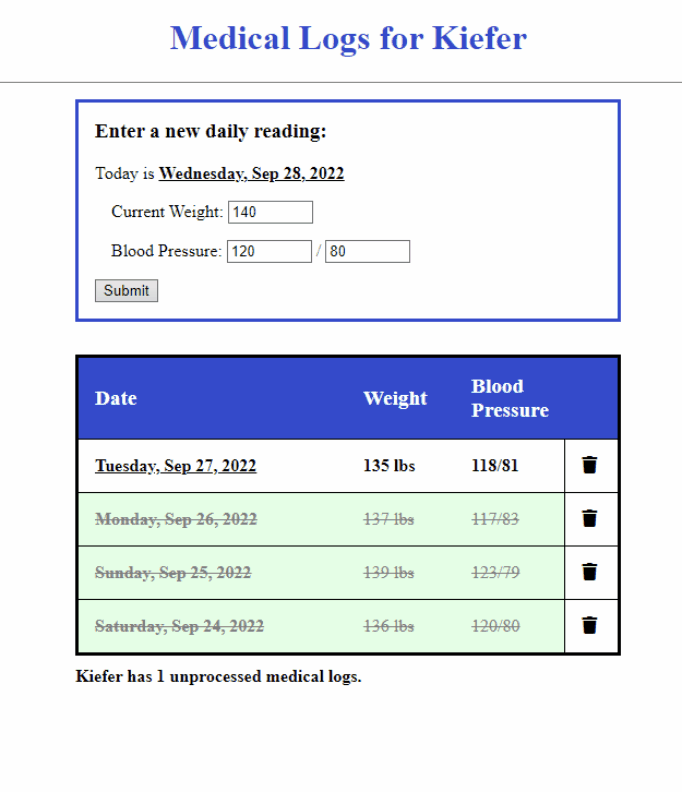 Medical Logs for Kiefer
Enter a new daily reading:
Today is Wednesday, Sep 28, 2022
Current Weight: 140
Blood Pressure: 120 / 80
Submit
Date Weight Blood Pressure
Tuesday, Sep 27, 2022 135 lbs 118/81
Monday, Sep 26, 2022 137 lbs 117/83
Sunday, Sep 25, 2022 139 lbs 123/79
Saturday, Sep 24, 2022 136 lbs 120/80
Kiefer has 1 unprocessed medical logs.